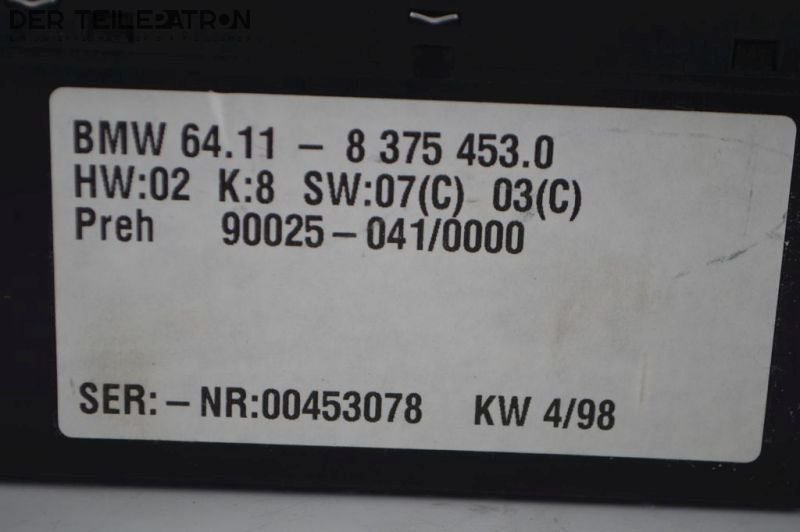 DER TEILEPATRON
BMW 64.11 – 8 375 453.0
HW:02 K:8 SW:07(C) 03(C)
Preh 90025–041/0000
SER:–NR:00453078 KW 4/98